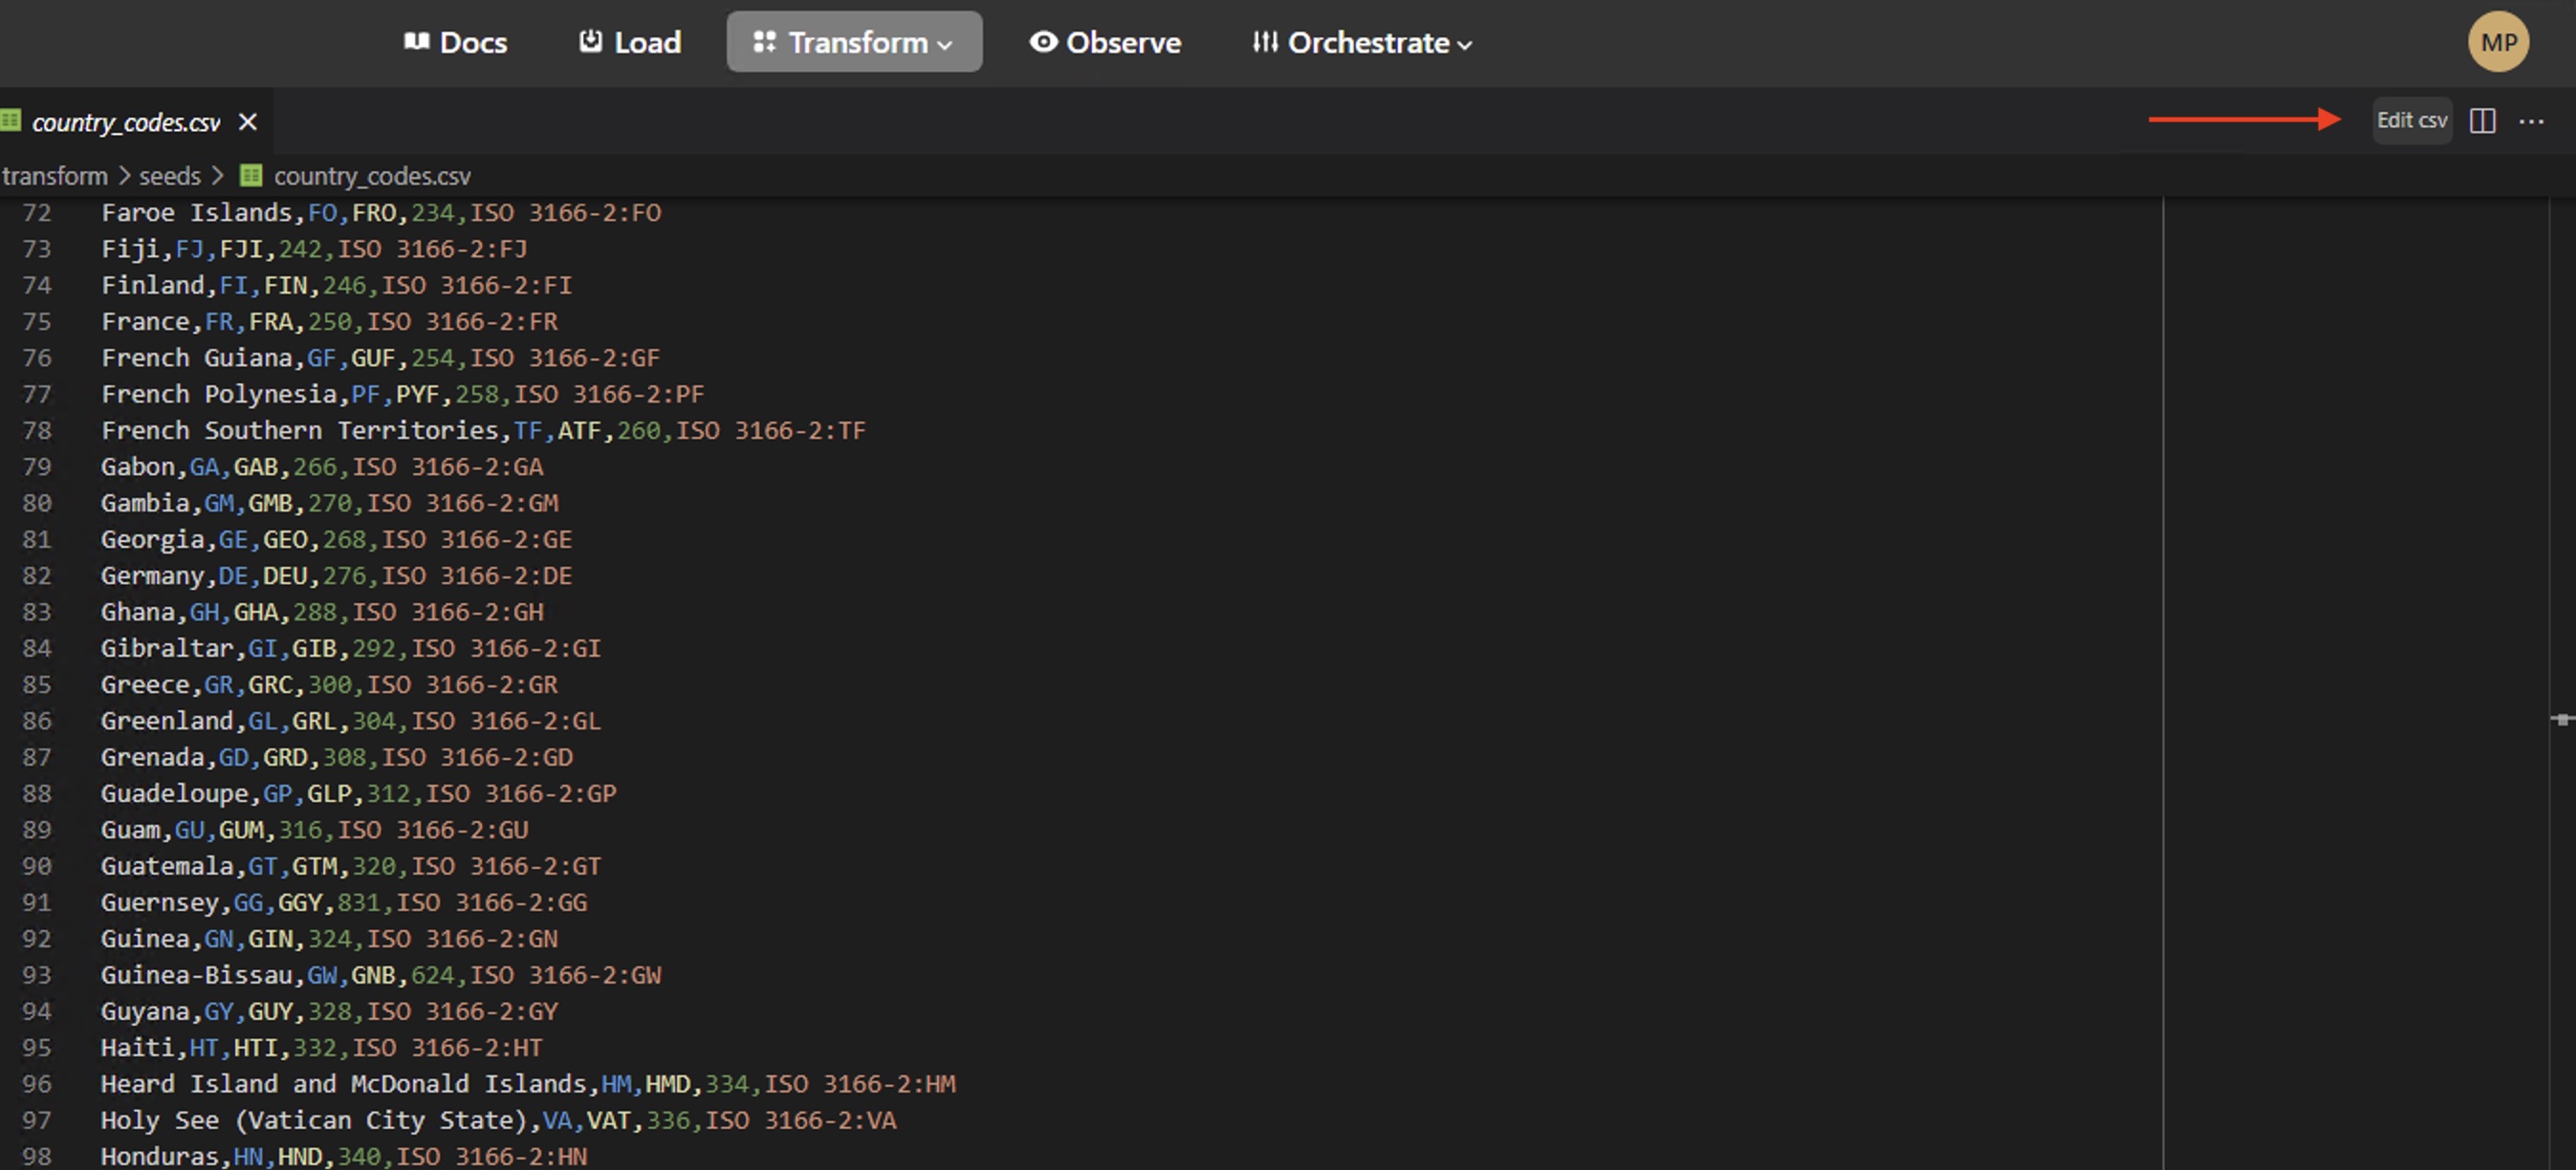 Docs Load Transform Observe Orchestrate MP
country_codes.csv Edit csv ...
transform > seeds > country_codes.csv
72 Faroe Islands,FO,FRO,234,ISO 3166-2:FO
73 Fiji,FJ,FJI,242,ISO 3166-2:FJ
74 Finland,FI,FIN,246,ISO 3166-2:FI
75 France,FR,FRA,250,ISO 3166-2:FR
76 French Guiana,GF,GUF,254,ISO 3166-2:GF
77 French Polynesia,PF,PYF,258,ISO 3166-2:PF
78 French Southern Territories,TF,ATF,260,ISO 3166-2:TF
79 Gabon,GA,GAB,266,ISO 3166-2:GA
80 Gambia,GM,GMB,270,ISO 3166-2:GM
81 Georgia,GE,GEO,268,ISO 3166-2:GE
82 Germany,DE,DEU,276,ISO 3166-2:DE
83 Ghana,GH,GHA,288,ISO 3166-2:GH
84 Gibraltar,GI,GIB,292,ISO 3166-2:GI
85 Greece,GR,GRC,300,ISO 3166-2:GR
86 Greenland,GL,GRL,304,ISO 3166-2:GL
87 Grenada,GD,GRD,308,ISO 3166-2:GD
88 Guadeloupe,GP,GLP,312,ISO 3166-2:GP
89 Guam,GU,GUM,316,ISO 3166-2:GU
90 Guatemala,GT,GTM,320,ISO 3166-2:GT
91 Guernsey,GG,GGY,831,ISO 3166-2:GG
92 Guinea,GN,GIN,324,ISO 3166-2:GN
93 Guinea-Bissau,GW,GNB,624,ISO 3166-2:GW
94 Guyana,GY,GUY,328,ISO 3166-2:GY
95 Haiti,HT,HTI,332,ISO 3166-2:HT
96 Heard Island and McDonald Islands,HM,HMD,334,ISO 3166-2:HM
97 Holy See (Vatican City State),VA,VAT,336,ISO 3166-2:VA
98 Honduras,HN,HND,340,ISO 3166-2:HN